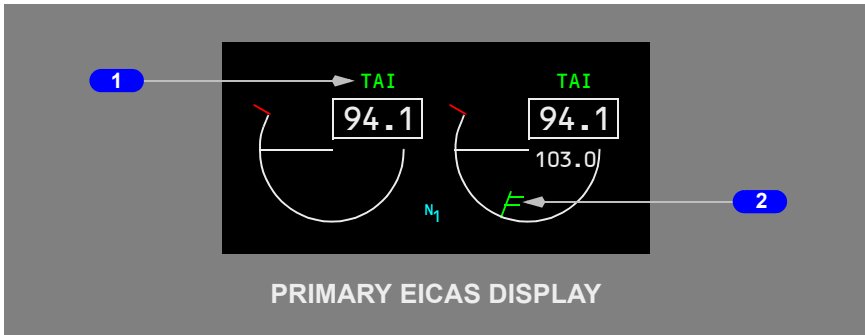 1
TAI TAI
94.1 94.1
103.0
2
N1
PRIMARY EICAS DISPLAY